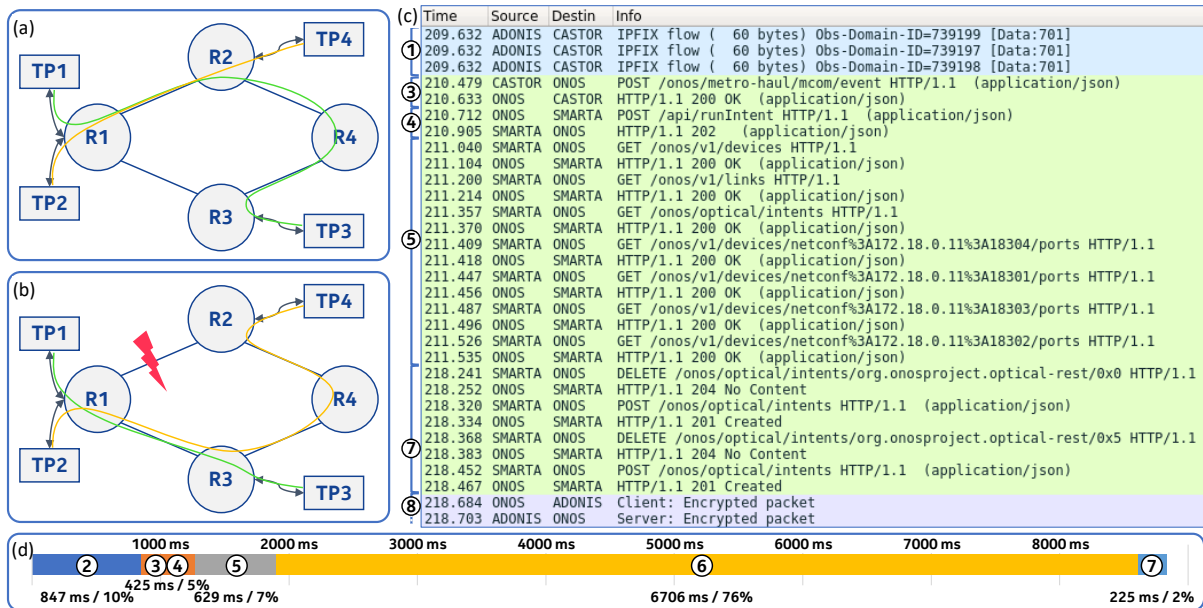 (a)
TP1
R2
TP4
R1
R4
TP2
R3
TP3
(b)
TP1
R2
TP4
R1
R4
TP2
R3
TP3
(c)
Time Source Destin Info
① 209.632 ADONIS CASTOR IPFIX flow ( 60 bytes) Obs-Domain-ID=739199 [Data:701]
209.632 ADONIS CASTOR IPFIX flow ( 60 bytes) Obs-Domain-ID=739197 [Data:701]
209.632 ADONIS CASTOR IPFIX flow ( 60 bytes) Obs-Domain-ID=739198 [Data:701]
③ 210.479 CASTOR ONOS POST /onos/metro-haul/mcom/event HTTP/1.1 (application/json)
210.633 ONOS CASTOR HTTP/1.1 200 OK (application/json)
④ 210.712 ONOS SMARTA POST /api/runIntent HTTP/1.1 (application/json)
210.905 SMARTA ONOS HTTP/1.1 202 (application/json)
⑤ 211.040 SMARTA ONOS GET /onos/v1/devices HTTP/1.1
211.104 ONOS SMARTA HTTP/1.1 200 OK (application/json)
211.200 SMARTA ONOS GET /onos/v1/links HTTP/1.1
211.214 ONOS SMARTA HTTP/1.1 200 OK (application/json)
211.357 SMARTA ONOS GET /onos/optical/intents HTTP/1.1
211.370 ONOS SMARTA HTTP/1.1 200 OK (application/json)
211.409 SMARTA ONOS GET /onos/v1/devices/netconf%3A172.18.0.11%3A18304/ports HTTP/1.1
211.418 ONOS SMARTA HTTP/1.1 200 OK (application/json)
211.447 SMARTA ONOS GET /onos/v1/devices/netconf%3A172.18.0.11%3A18301/ports HTTP/1.1
211.456 ONOS SMARTA HTTP/1.1 200 OK (application/json)
211.487 SMARTA ONOS GET /onos/v1/devices/netconf%3A172.18.0.11%3A18303/ports HTTP/1.1
211.496 ONOS SMARTA HTTP/1.1 200 OK (application/json)
211.526 SMARTA ONOS GET /onos/v1/devices/netconf%3A172.18.0.11%3A18302/ports HTTP/1.1
211.535 ONOS SMARTA HTTP/1.1 200 OK (application/json)
⑦ 218.241 SMARTA ONOS DELETE /onos/optical/intents/org.onosproject.optical-rest/0x0 HTTP/1.1
218.252 ONOS SMARTA HTTP/1.1 204 No Content
218.320 SMARTA ONOS POST /onos/optical/intents HTTP/1.1 (application/json)
218.334 ONOS SMARTA HTTP/1.1 201 Created
218.368 SMARTA ONOS DELETE /onos/optical/intents/org.onosproject.optical-rest/0x5 HTTP/1.1
218.383 ONOS SMARTA HTTP/1.1 204 No Content
218.452 SMARTA ONOS POST /onos/optical/intents HTTP/1.1 (application/json)
218.467 ONOS SMARTA HTTP/1.1 201 Created
⑧ 218.684 ONOS ADONIS Client: Encrypted packet
218.703 ADONIS ONOS Server: Encrypted packet
(d)
1000 ms 2000 ms 3000 ms 4000 ms 5000 ms 6000 ms 7000 ms 8000 ms
② ③ ④ ⑤ ⑥ ⑦
425 ms / 5%
847 ms / 10% 629 ms / 7% 6706 ms / 76% 225 ms / 2%